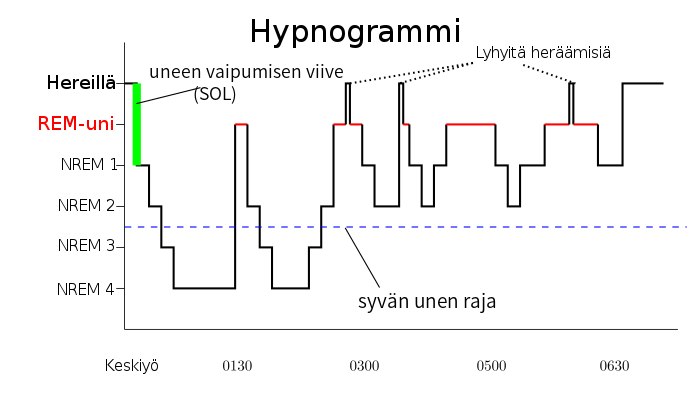 Hypnogrammi
Lyhyitä heräämisiä
uneen vaipumisen viive
(SOL)
Hereillä
REM-uni
NREM 1
NREM 2
NREM 3
NREM 4
syvän unen raja
Keskiyö 0130 0300 0500 0630